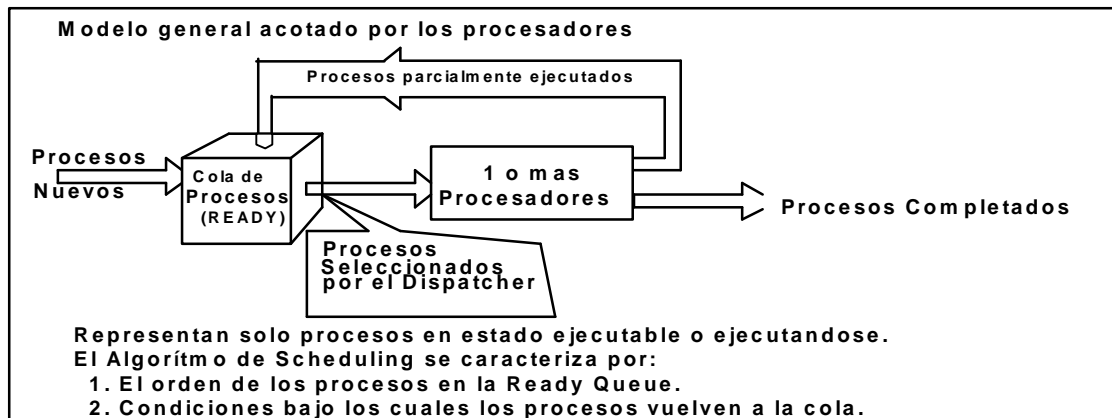 Modelo general acotado por los procesadores
Procesos parcialmente ejecutados
Procesos
Nuevos
Cola de
Procesos
(READY)
1 o mas
Procesadores
Procesos Completados
Procesos
Seleccionados
por el Dispatcher
Representan solo procesos en estado ejecutable o ejecutandose.
El Algorítmo de Scheduling se caracteriza por:
1. El orden de los procesos en la Ready Queue.
2. Condiciones bajo los cuales los procesos vuelven a la cola.